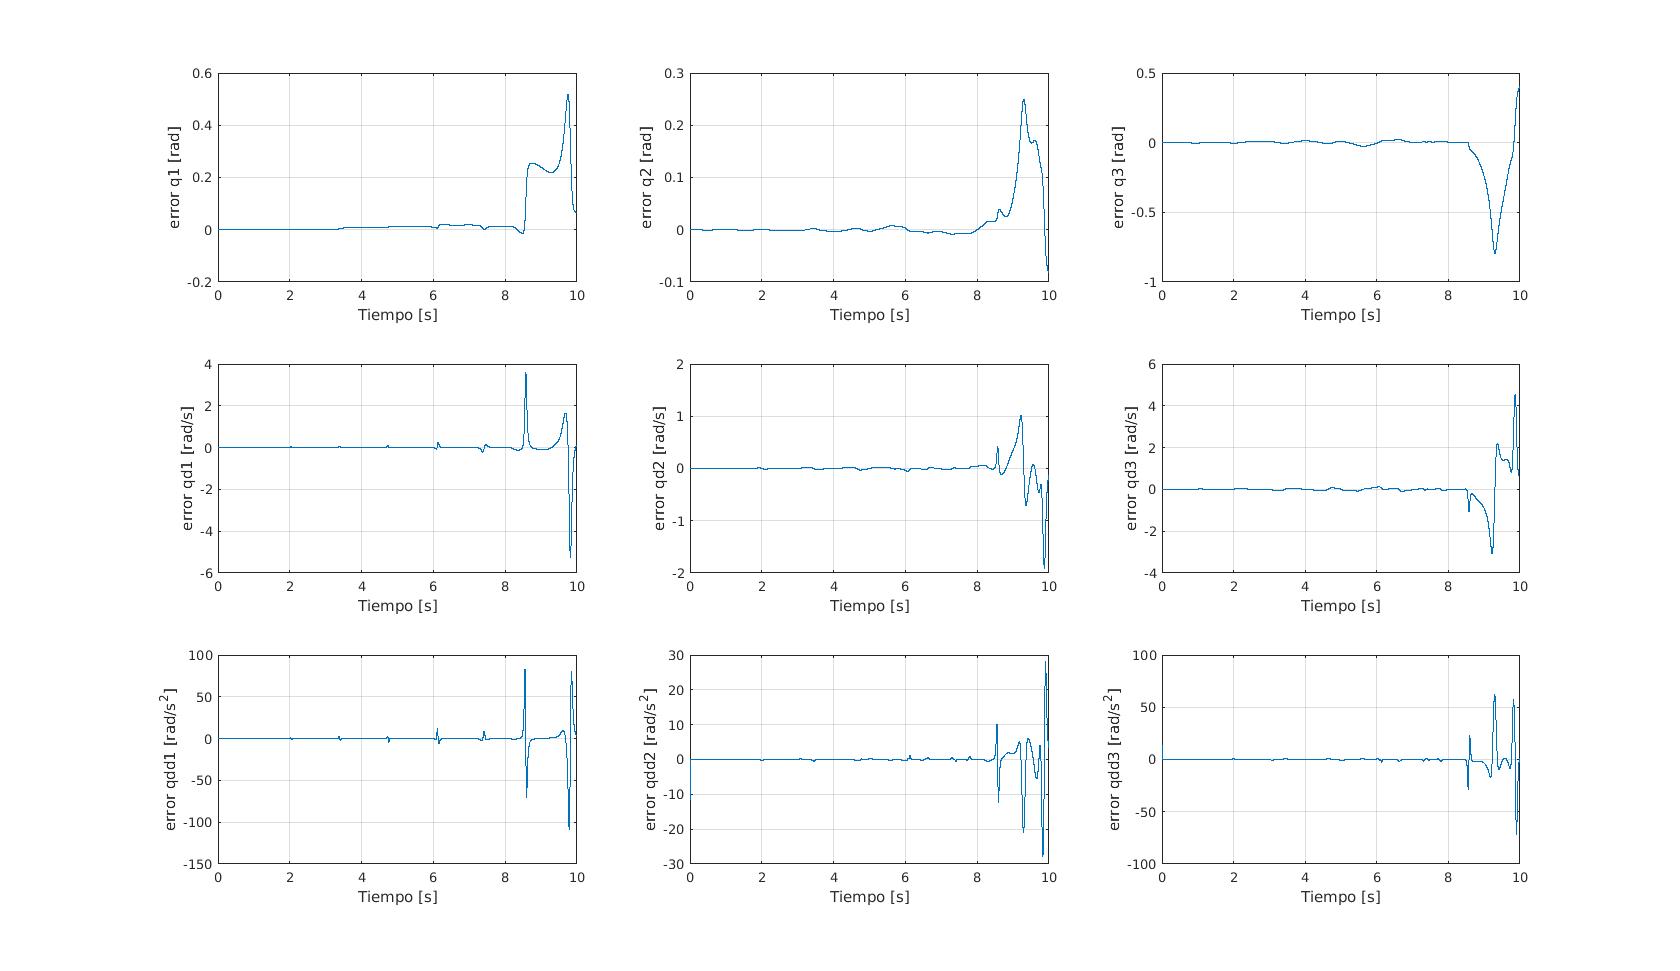 0.6
0.4
0.2
0
-0.2
error q1 [rad]
0 2 4 6 8 10
Tiempo [s]
0.3
0.2
0.1
0
-0.1
error q2 [rad]
0 2 4 6 8 10
Tiempo [s]
0.5
0
-0.5
-1
error q3 [rad]
0 2 4 6 8 10
Tiempo [s]
4
2
0
-2
-4
-6
error qd1 [rad/s]
0 2 4 6 8 10
Tiempo [s]
2
1
0
-1
-2
error qd2 [rad/s]
0 2 4 6 8 10
Tiempo [s]
6
4
2
0
-2
-4
error qd3 [rad/s]
0 2 4 6 8 10
Tiempo [s]
100
50
0
-50
-100
-150
error qdd1 [rad/s²]
0 2 4 6 8 10
Tiempo [s]
30
20
10
0
-10
-20
-30
error qdd2 [rad/s²]
0 2 4 6 8 10
Tiempo [s]
100
50
0
-50
-100
error qdd3 [rad/s²]
0 2 4 6 8 10
Tiempo [s]